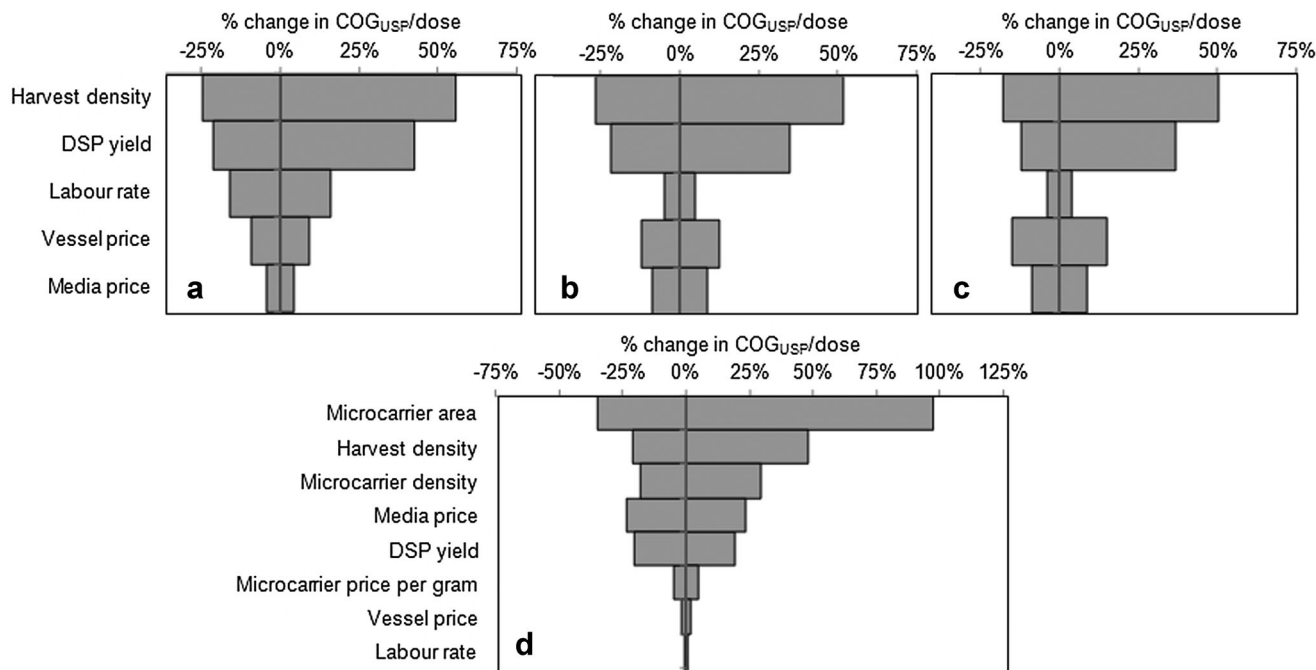 % change in COGUSP/dose
-25% 0% 25% 50% 75%
% change in COGUSP/dose
-25% 0% 25% 50% 75%
% change in COGUSP/dose
-25% 0% 25% 50% 75%
Harvest density
DSP yield
Labour rate
Vessel price
Media price
a
b
c
% change in COGUSP/dose
-75% -50% -25% 0% 25% 50% 75% 100% 125%
Microcarrier area
Harvest density
Microcarrier density
Media price
DSP yield
Microcarrier price per gram
Vessel price
Labour rate
d